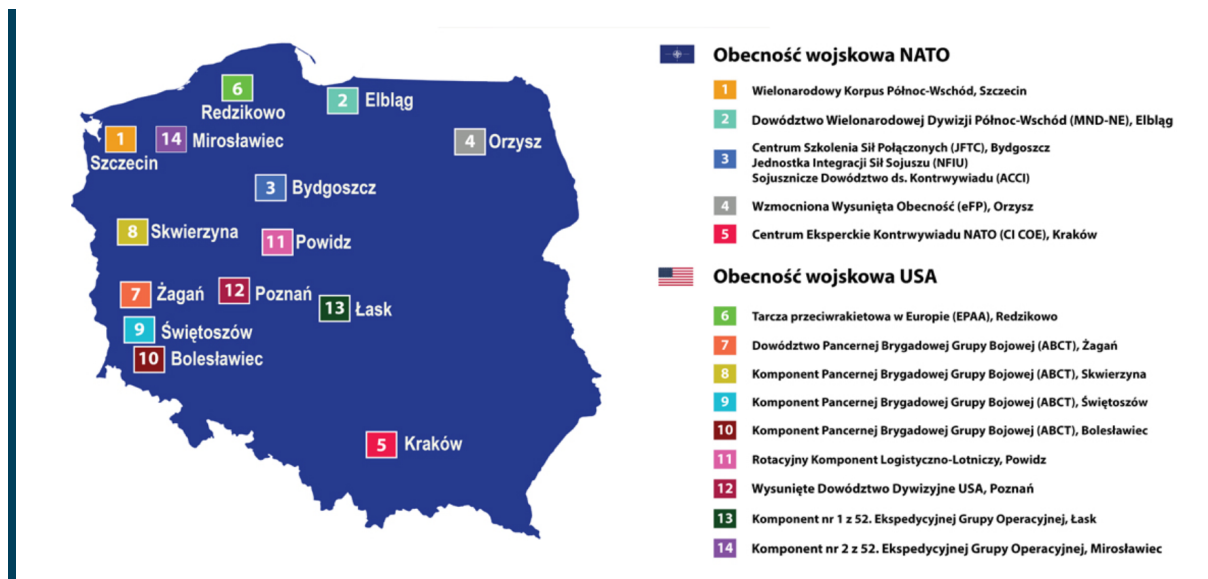 6
Redzikowo
2 Elbląg
1
Szczecin
14 Mirosławiec
4 Orzysz
3 Bydgoszcz
8 Skwierzyna
11 Powidz
7 Żagań
12 Poznań
13 Łask
9 Świętoszów
10 Bolesławiec
5 Kraków
Obecność wojskowa NATO
1 Wielonarodowy Korpus Północ-Wschód, Szczecin
2 Dowództwo Wielonarodowej Dywizji Północ-Wschód (MND-NE), Elbląg
3 Centrum Szkolenia Sił Połączonych (JFTC), Bydgoszcz
Jednostka Integracji Sił Sojuszu (NFIU)
Sojusznicze Dowództwo ds. Kontrwywiadu (ACCI)
4 Wzmocniona Wysunięta Obecność (eFP), Orzysz
5 Centrum Eksperckie Kontrwywiadu NATO (CI COE), Kraków
Obecność wojskowa USA
6 Tarcza przeciwrakietowa w Europie (EPAA), Redzikowo
7 Dowództwo Pancernej Brygadowej Grupy Bojowej (ABCT), Żagań
8 Komponent Pancernej Brygadowej Grupy Bojowej (ABCT), Skwierzyna
9 Komponent Pancernej Brygadowej Grupy Bojowej (ABCT), Świętoszów
10 Komponent Pancernej Brygadowej Grupy Bojowej (ABCT), Bolesławiec
11 Rotacyjny Komponent Logistyczno-Lotniczy, Powidz
12 Wysunięte Dowództwo Dywizyjne USA, Poznań
13 Komponent nr 1 z 52. Ekspedycyjnej Grupy Operacyjnej, Łask
14 Komponent nr 2 z 52. Ekspedycyjnej Grupy Operacyjnej, Mirosławiec